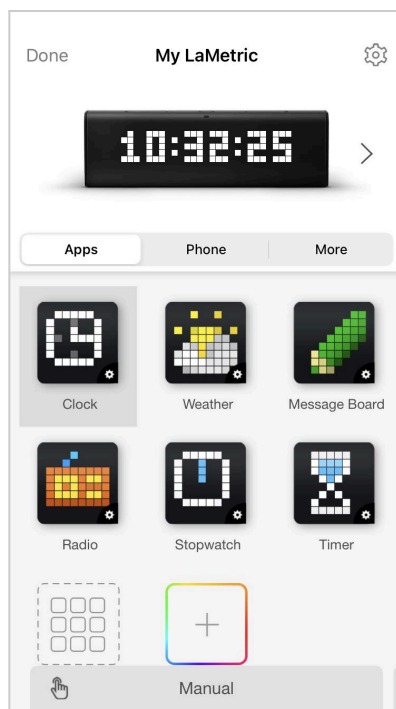 Done My LaMetric
10:32:25
Apps Phone More
Clock Weather Message Board
Radio Stopwatch Timer
Manual